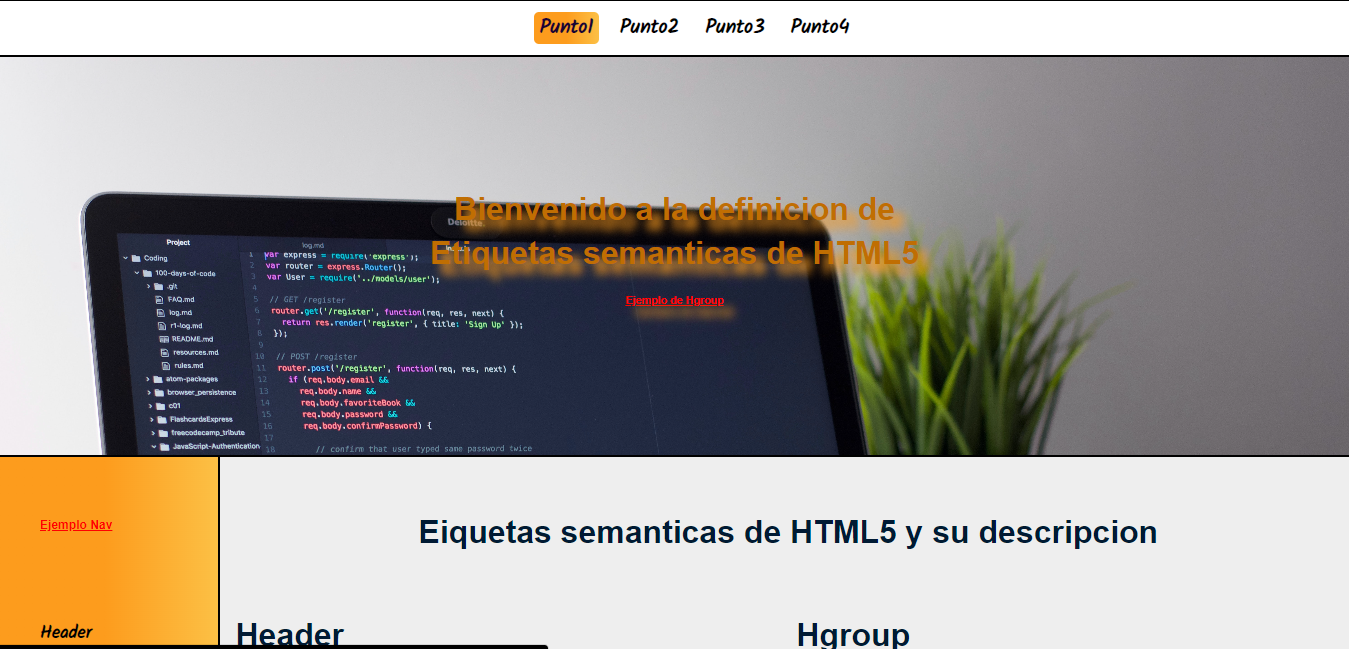 Punto1 Punto2 Punto3 Punto4
Bienvenido a la definicion de
Etiquetas semanticas de HTML5
Ejemplo de Hgroup
Deloitte.
Project
log.md
Coding
100-days-of-code
.git
FAQ.md
log.md
r1-log.md
README.md
resources.md
rules.md
atom-packages
browser_persistence
c01
FlashcardsExpress
freecodecamp_tribute
JavaScript-Authentication
1 var express = require('express');
2 var router = express.Router();
3 var User = require('../models/user');
4
5 // GET /register
6 router.get('/register', function(req, res, next) {
7 return res.render('register', { title: 'Sign Up' });
8 });
9
10 // POST /register
11 router.post('/register', function(req, res, next) {
12 if (req.body.email &&
13 req.body.name &&
14 req.body.favoriteBook &&
15 req.body.password &&
16 req.body.confirmPassword) {
17
18 // confirm that user typed same password twice
Ejemplo Nav
Header
Eiquetas semanticas de HTML5 y su descripcion
Header
Hgroup